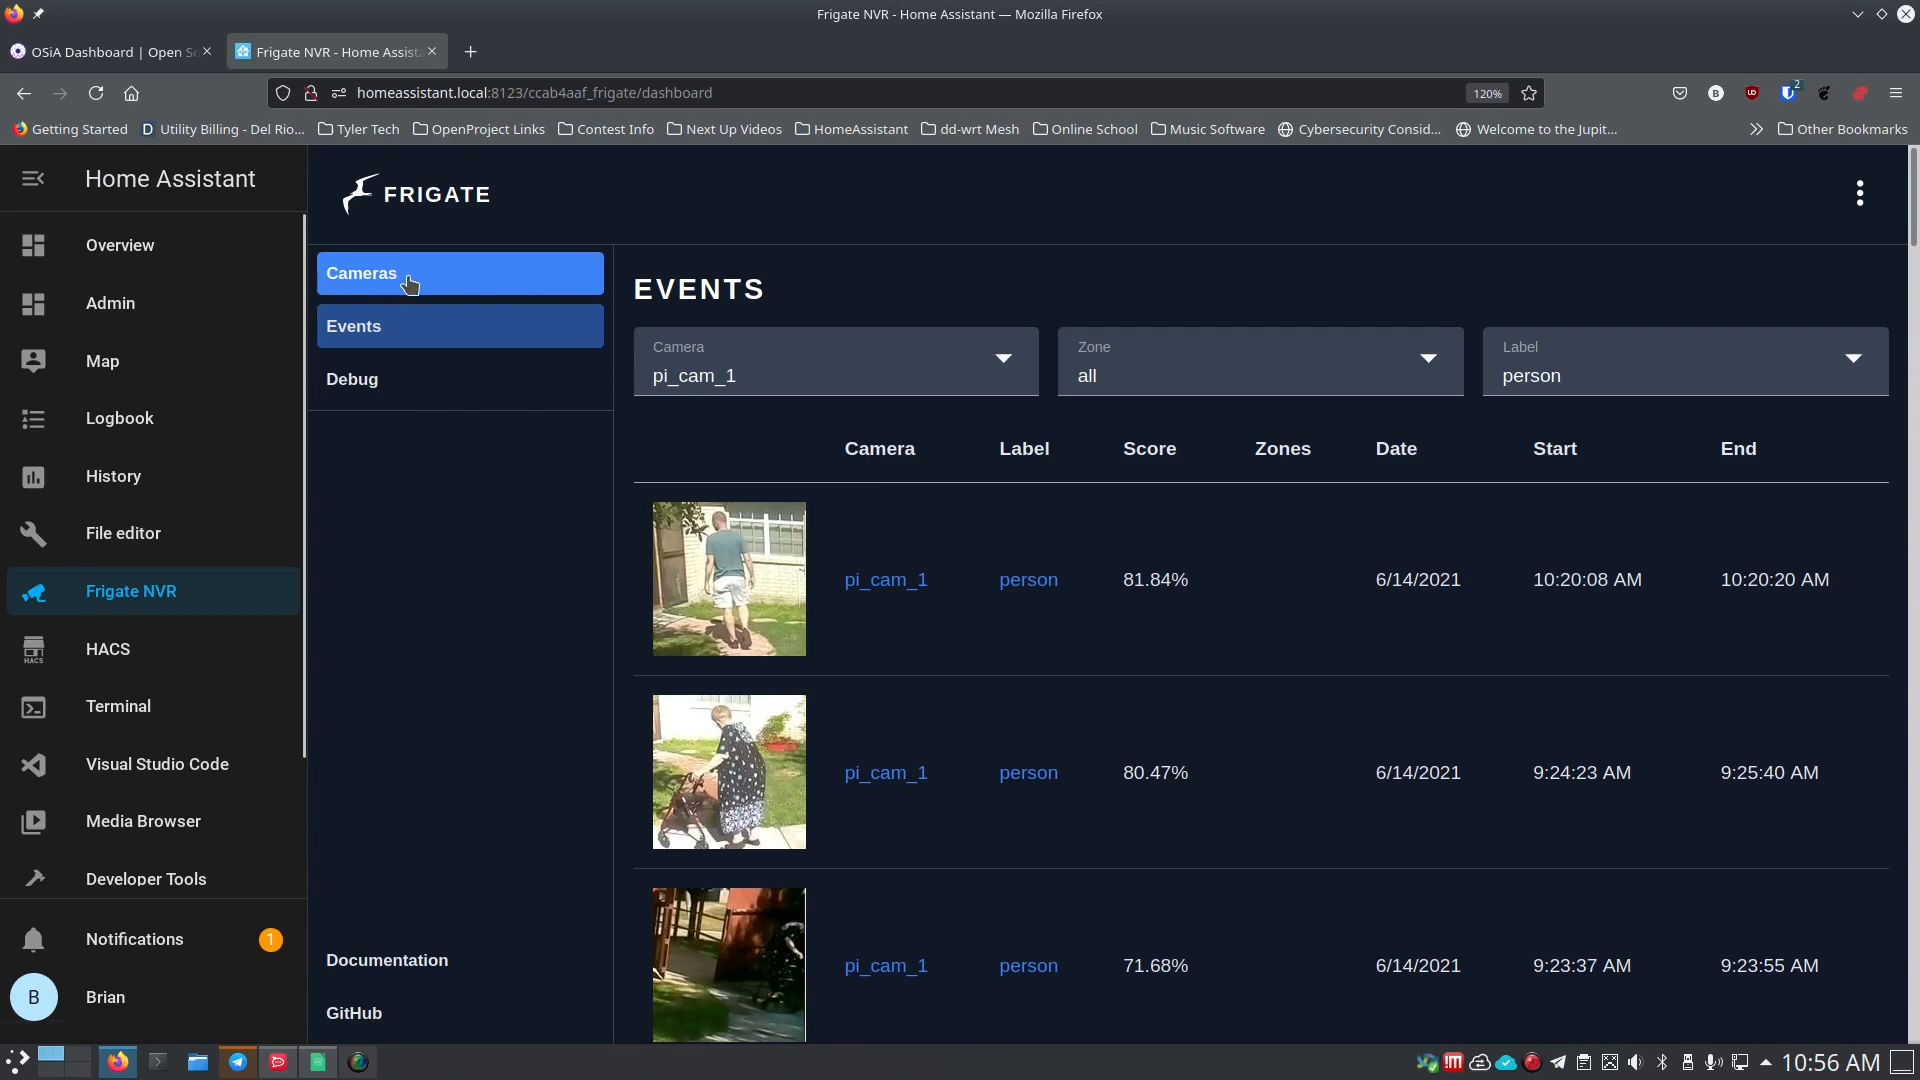 Frigate NVR - Home Assistant — Mozilla Firefox
OSiA Dashboard | Open So
Frigate NVR - Home Assista
homeassistant.local:8123/ccab4aaf_frigate/dashboard
120%
B
2
Getting Started
Utility Billing - Del Rio...
Tyler Tech
OpenProject Links
Contest Info
Next Up Videos
HomeAssistant
dd-wrt Mesh
Online School
Music Software
Cybersecurity Consid...
Welcome to the Jupit...
Other Bookmarks
Home Assistant
Overview
Admin
Map
Logbook
History
File editor
Frigate NVR
HACS
HACS
Terminal
Visual Studio Code
Media Browser
Developer Tools
Notifications
1
B
Brian
FRIGATE
Cameras
Events
Debug
Documentation
GitHub
EVENTS
Camera
pi_cam_1
Zone
all
Label
person
Camera Label Score Zones Date Start End
pi_cam_1 person 81.84% 6/14/2021 10:20:08 AM 10:20:20 AM
pi_cam_1 person 80.47% 6/14/2021 9:24:23 AM 9:25:40 AM
pi_cam_1 person 71.68% 6/14/2021 9:23:37 AM 9:23:55 AM
10:56 AM